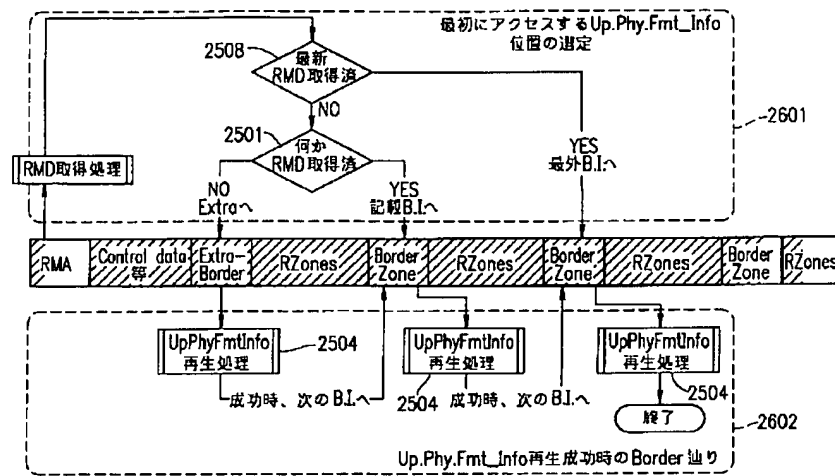 最初にアクセスするUp.Phy.Fmt_Info
位置の選定
2508
最新
RMD取得済
NO
2501
何か
RMD取得済
2601
RMD取得処理
NO
Extraへ
YES
記載B.I.へ
YES
最外B.I.へ
RMA
Control data
等
Extra-
Border
RZones
Border
Zone
RZones
Border
Zone
RZones
Border
Zone
RZones
UpPhyFmtInfo
再生処理
2504
UpPhyFmtInfo
再生処理
2504
UpPhyFmtInfo
再生処理
2504
成功時、次のB.I.へ
成功時、次のB.I.へ
終了
2602
Up.Phy.Fmt_Info再生成功時のBorder辿り